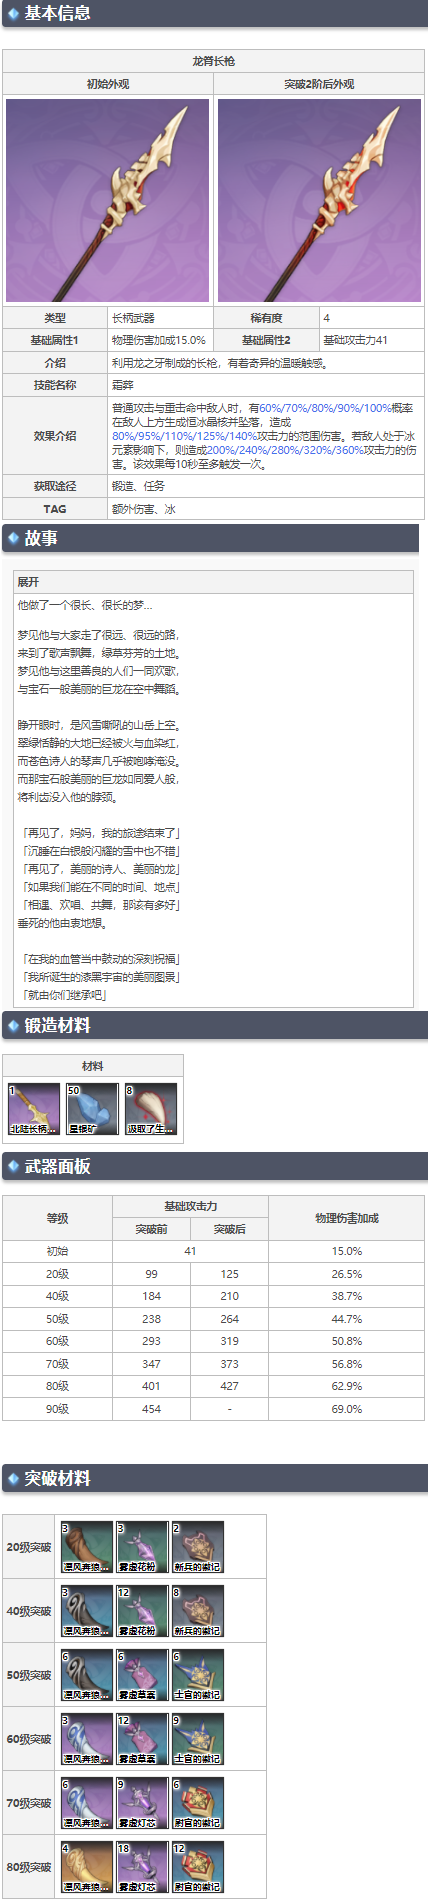 基本信息
龙脊长枪
初始外观 突破2阶后外观
类型 长柄武器 稀有度 4
基础属性1 物理伤害加成15.0% 基础属性2 基础攻击力41
介绍 利用龙之牙制成的长枪，有着奇异的温暖触感。
技能名称 霜葬
效果介绍 普通攻击与重击命中敌人时，有60%/70%/80%/90%/100%概率
在敌人上方生成恒冰晶核并坠落，造成
80%/95%/110%/125%/140%攻击力的范围伤害。若敌人处于冰
元素影响下，则造成200%/240%/280%/320%/360%攻击力的伤
害。该效果每10秒至多触发一次。
获取途径 锻造、任务
TAG 额外伤害、冰
故事
展开
他做了一个很长、很长的梦…
梦见他与大家走了很远、很远的路，
来到了歌声飘舞，绿草芬芳的土地。
梦见他与这里善良的人们一同欢歌，
与宝石一般美丽的巨龙在空中舞蹈。
睁开眼时，是风雪嘶吼的山岳上空。
翠绿恬静的大地已经被火与血染红，
而苍色诗人的琴声几乎被咆哮淹没。
而那宝石般美丽的巨龙如同爱人般，
将利齿没入他的脖颈。
「再见了，妈妈，我的旅途结束了」
「沉睡在白银般闪耀的雪中也不错」
「再见了，美丽的诗人、美丽的龙」
「如果我们能在不同的时间、地点」
「相逢、欢唱、共舞，那该有多好」
垂死的他由衷地想。
「在我的血管当中鼓动的深刻祝福」
「我所诞生的漆黑宇宙的美丽图景」
「就由你们继承吧」
锻造材料
材料
1 50 8
北陆长柄… 星银矿 汲取了生…
武器面板
等级 基础攻击力 物理伤害加成
突破前 突破后
初始 41 15.0%
20级 99 125 26.5%
40级 184 210 38.7%
50级 238 264 44.7%
60级 293 319 50.8%
70级 347 373 56.8%
80级 401 427 62.9%
90级 454 - 69.0%
突破材料
20级突破 3 3 2
凛风奔狼… 雾虚花粉 新兵的徽记
40级突破 3 12 8
凛风奔狼… 雾虚花粉 新兵的徽记
50级突破 6 6 6
凛风奔狼… 雾虚草囊 士官的徽记
60级突破 3 12 9
凛风奔狼… 雾虚草囊 士官的徽记
70级突破 6 9 6
凛风奔狼… 雾虚灯芯 尉官的徽记
80级突破 4 18 12
凛风奔狼… 雾虚灯芯 尉官的徽记